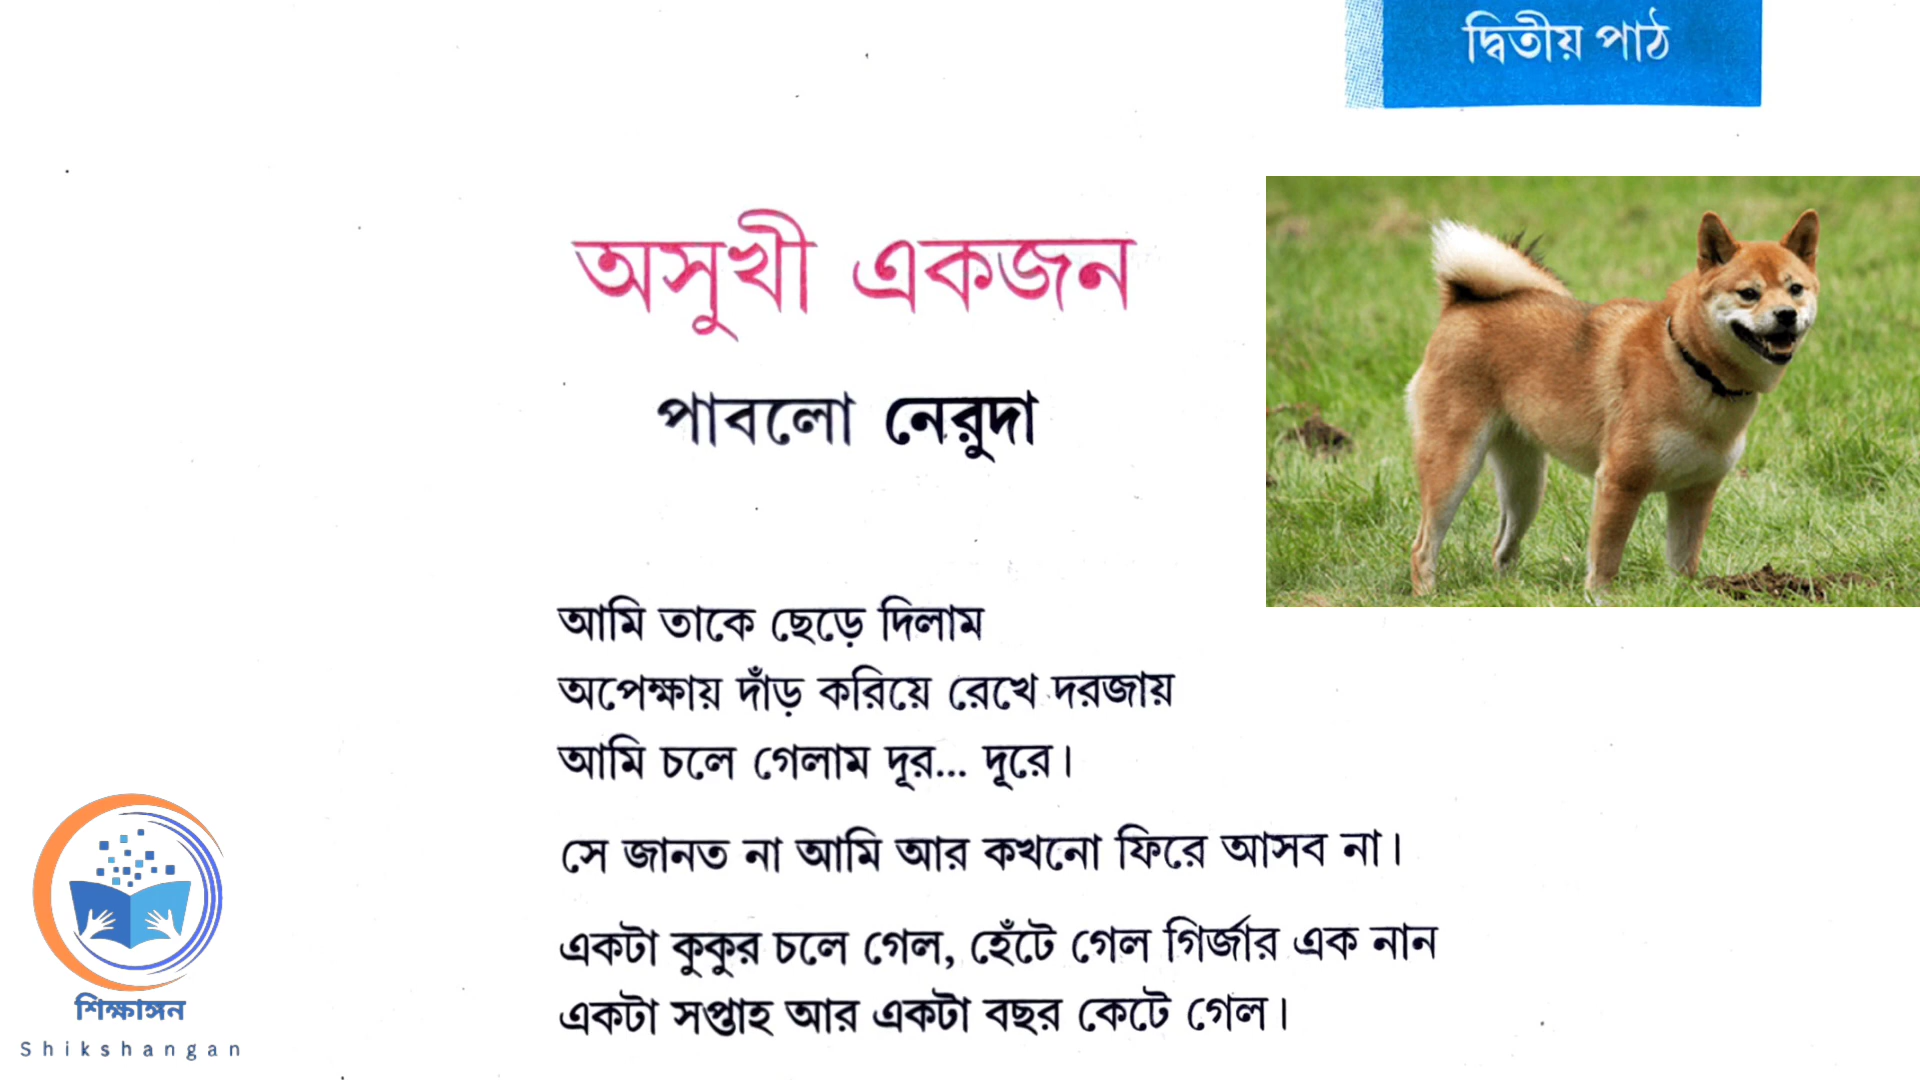 দ্বিতীয় পাঠ
অসুখী একজন
পাবলো নেরুদা
আমি তাকে ছেড়ে দিলাম
অপেক্ষায় দাঁড় করিয়ে রেখে দরজায়
আমি চলে গেলাম দূর... দূরে।
সে জানত না আমি আর কখনো ফিরে আসব না।
একটা কুকুর চলে গেল, হেঁটে গেল গির্জার এক নান
একটা সপ্তাহ আর একটা বছর কেটে গেল।
শিক্ষাঙ্গন
Shikshangan